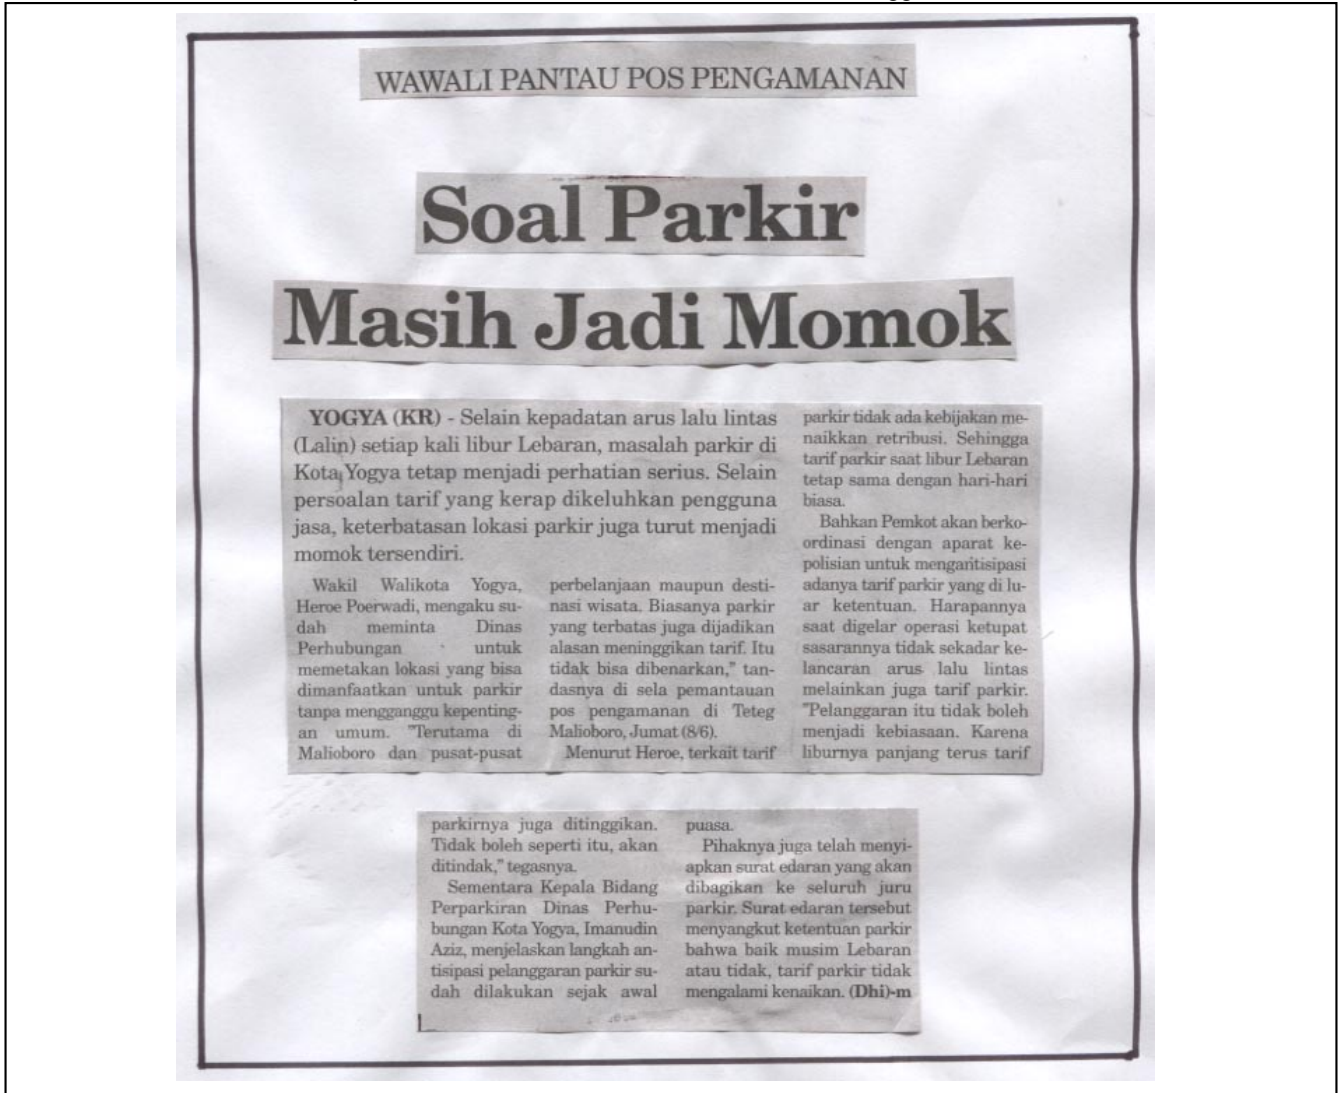 WAWALI PANTAU POS PENGAMANAN
Soal Parkir
Masih Jadi Momok
YOGYA (KR) - Selain kepadatan arus lalu lintas
(Lalin) setiap kali libur Lebaran, masalah parkir di
Kota Yogya tetap menjadi perhatian serius. Selain
persoalan tarif yang kerap dikeluhkan pengguna
jasa, keterbatasan lokasi parkir juga turut menjadi
momok tersendiri.
Wakil Walikota Yogya,
Heroe Poerwadi, mengaku su-
dah meminta Dinas
Perhubungan untuk
memetakan lokasi yang bisa
dimanfaatkan untuk parkir
tanpa mengganggu kepenting-
an umum. "Terutama di
Malioboro dan pusat-pusat
perbelanjaan maupun desti-
nasi wisata. Biasanya parkir
yang terbatas juga dijadikan
alasan meninggikan tarif. Itu
tidak bisa dibenarkan," tan-
dasnya di sela pemantauan
pos pengamanan di Teteg
Malioboro, Jumat (8/6).
Menurut Heroe, terkait tarif
parkir tidak ada kebijakan me-
naikkan retribusi. Sehingga
tarif parkir saat libur Lebaran
tetap sama dengan hari-hari
biasa.
Bahkan Pemkot akan berko-
ordinasi dengan aparat ke-
polisian untuk mengantisipasi
adanya tarif parkir yang di lu-
ar ketentuan. Harapannya
saat digelar operasi ketupat
sasarannya tidak sekadar ke-
lancaran arus lalu lintas
melainkan juga tarif parkir.
"Pelanggaran itu tidak boleh
menjadi kebiasaan. Karena
liburnya panjang terus tarif
parkirnya juga ditinggikan.
Tidak boleh seperti itu, akan
ditindak," tegasnya.
Sementara Kepala Bidang
Perparkiran Dinas Perhu-
bungan Kota Yogya, Imanudin
Aziz, menjelaskan langkah an-
tisipasi pelanggaran parkir su-
dah dilakukan sejak awal
puasa.
Pihaknya juga telah menyi-
apkan surat edaran yang akan
dibagikan ke seluruh juru
parkir. Surat edaran tersebut
menyangkut ketentuan parkir
bahwa baik musim Lebaran
atau tidak, tarif parkir tidak
mengalami kenaikan. (Dhi)-m